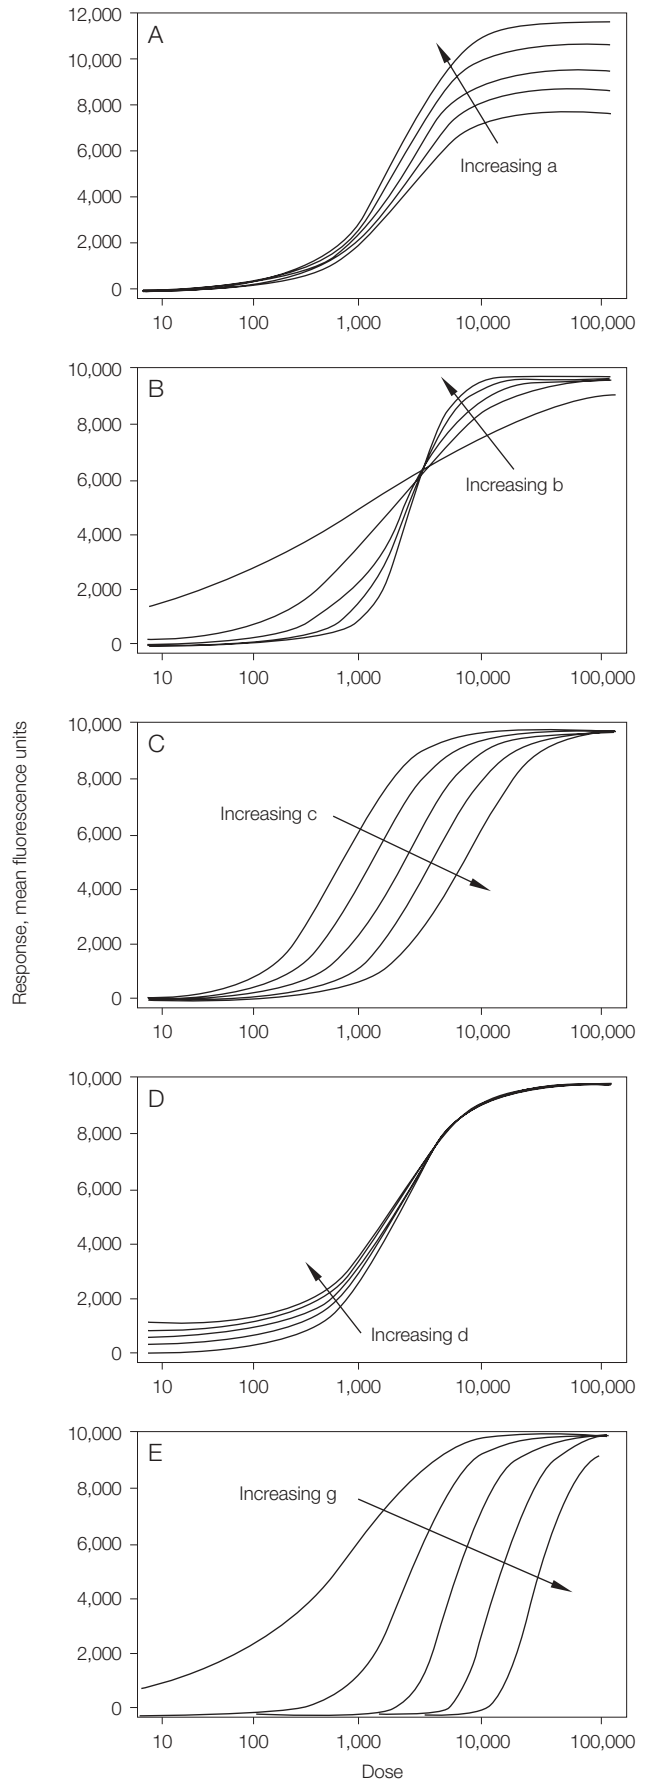 Response, mean fluorescence units
A
12,000
10,000
8,000
6,000
4,000
2,000
0
Increasing a
10 100 1,000 10,000 100,000
B
10,000
8,000
6,000
4,000
2,000
0
Increasing b
10 100 1,000 10,000 100,000
C
10,000
8,000
6,000
4,000
2,000
0
Increasing c
10 100 1,000 10,000 100,000
D
10,000
8,000
6,000
4,000
2,000
0
Increasing d
10 100 1,000 10,000 100,000
E
10,000
8,000
6,000
4,000
2,000
0
Increasing g
10 100 1,000 10,000 100,000
Dose